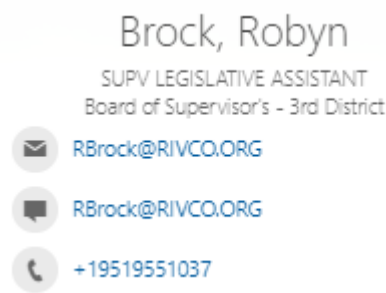 Brock, Robyn
SUPV LEGISLATIVE ASSISTANT
Board of Supervisor's - 3rd District
RBrock@RIVCO.ORG
RBrock@RIVCO.ORG
+19519551037